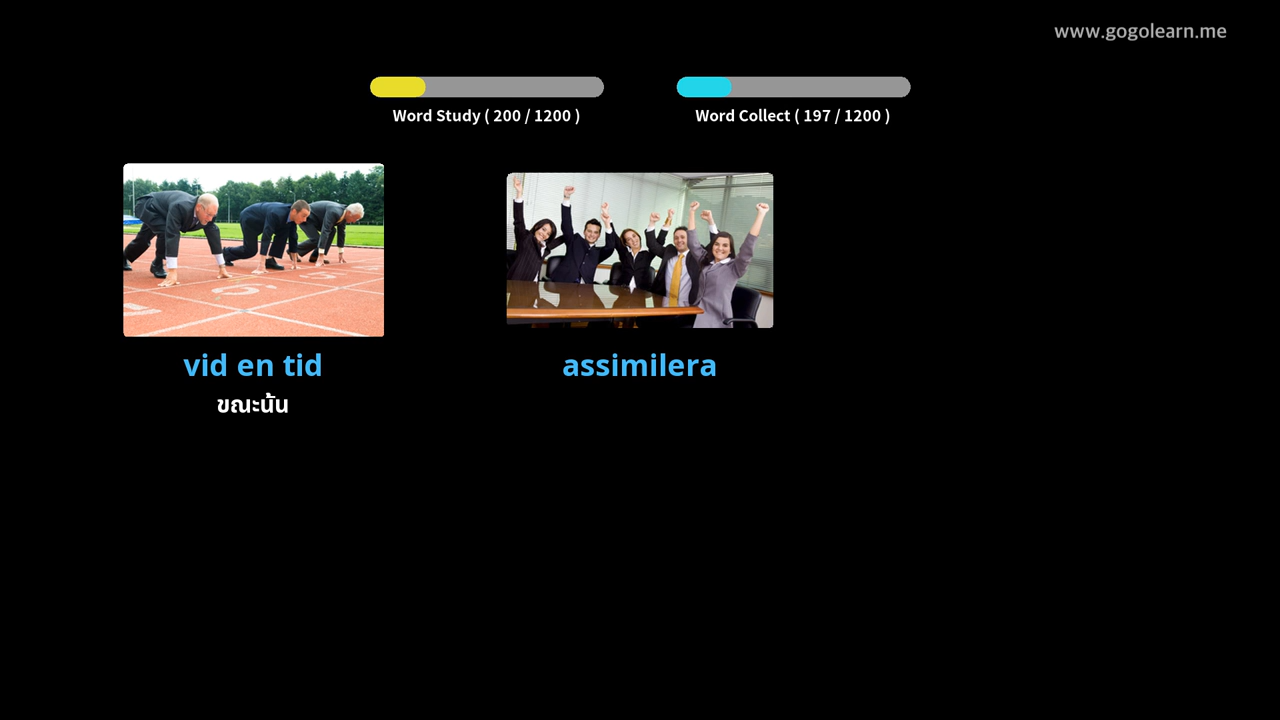 www.gogolearn.me
Word Study ( 200 / 1200 )
Word Collect ( 197 / 1200 )
vid en tid
ขณะนั้น
assimilera